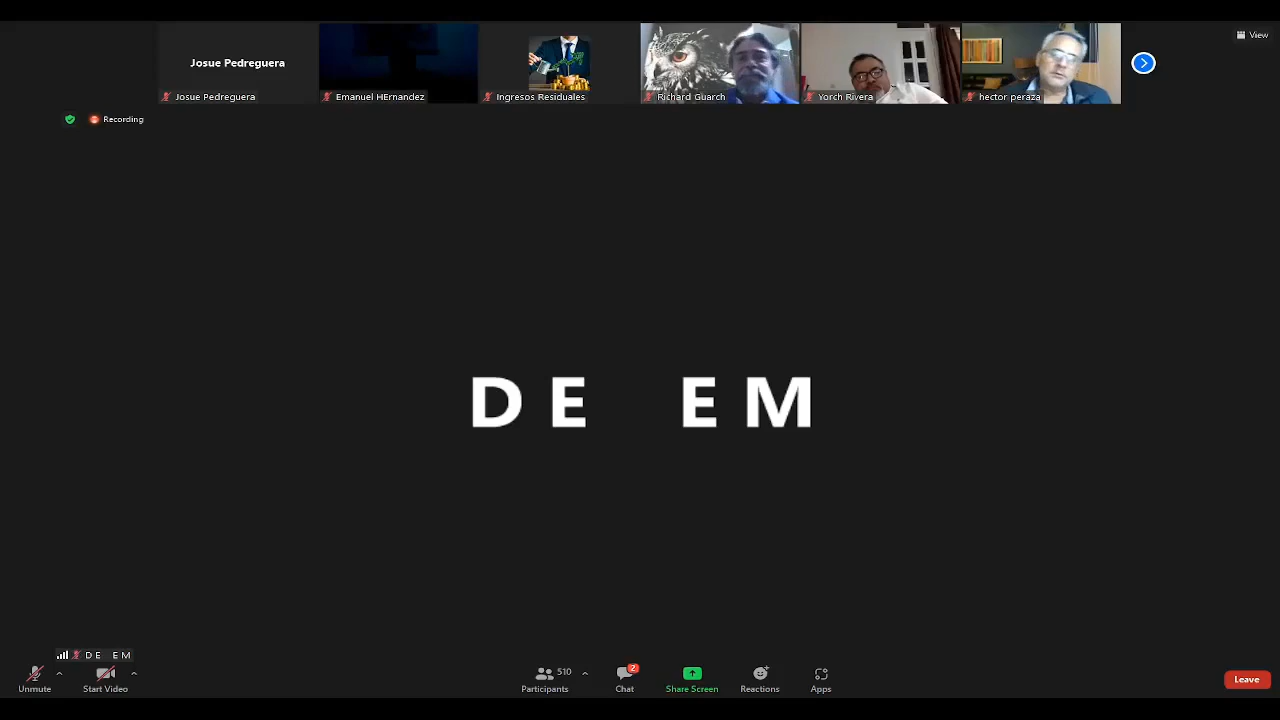 Josue Pedreguera
Josue Pedreguera
Emanuel HErnandez
Ingresos Residuales
Richard Guarch
Yorch Rivera
hector peraza
View
Recording
D E    E M
D E    E M
Unmute
Start Video
510
Participants
2
Chat
Share Screen
Reactions
Apps
Leave